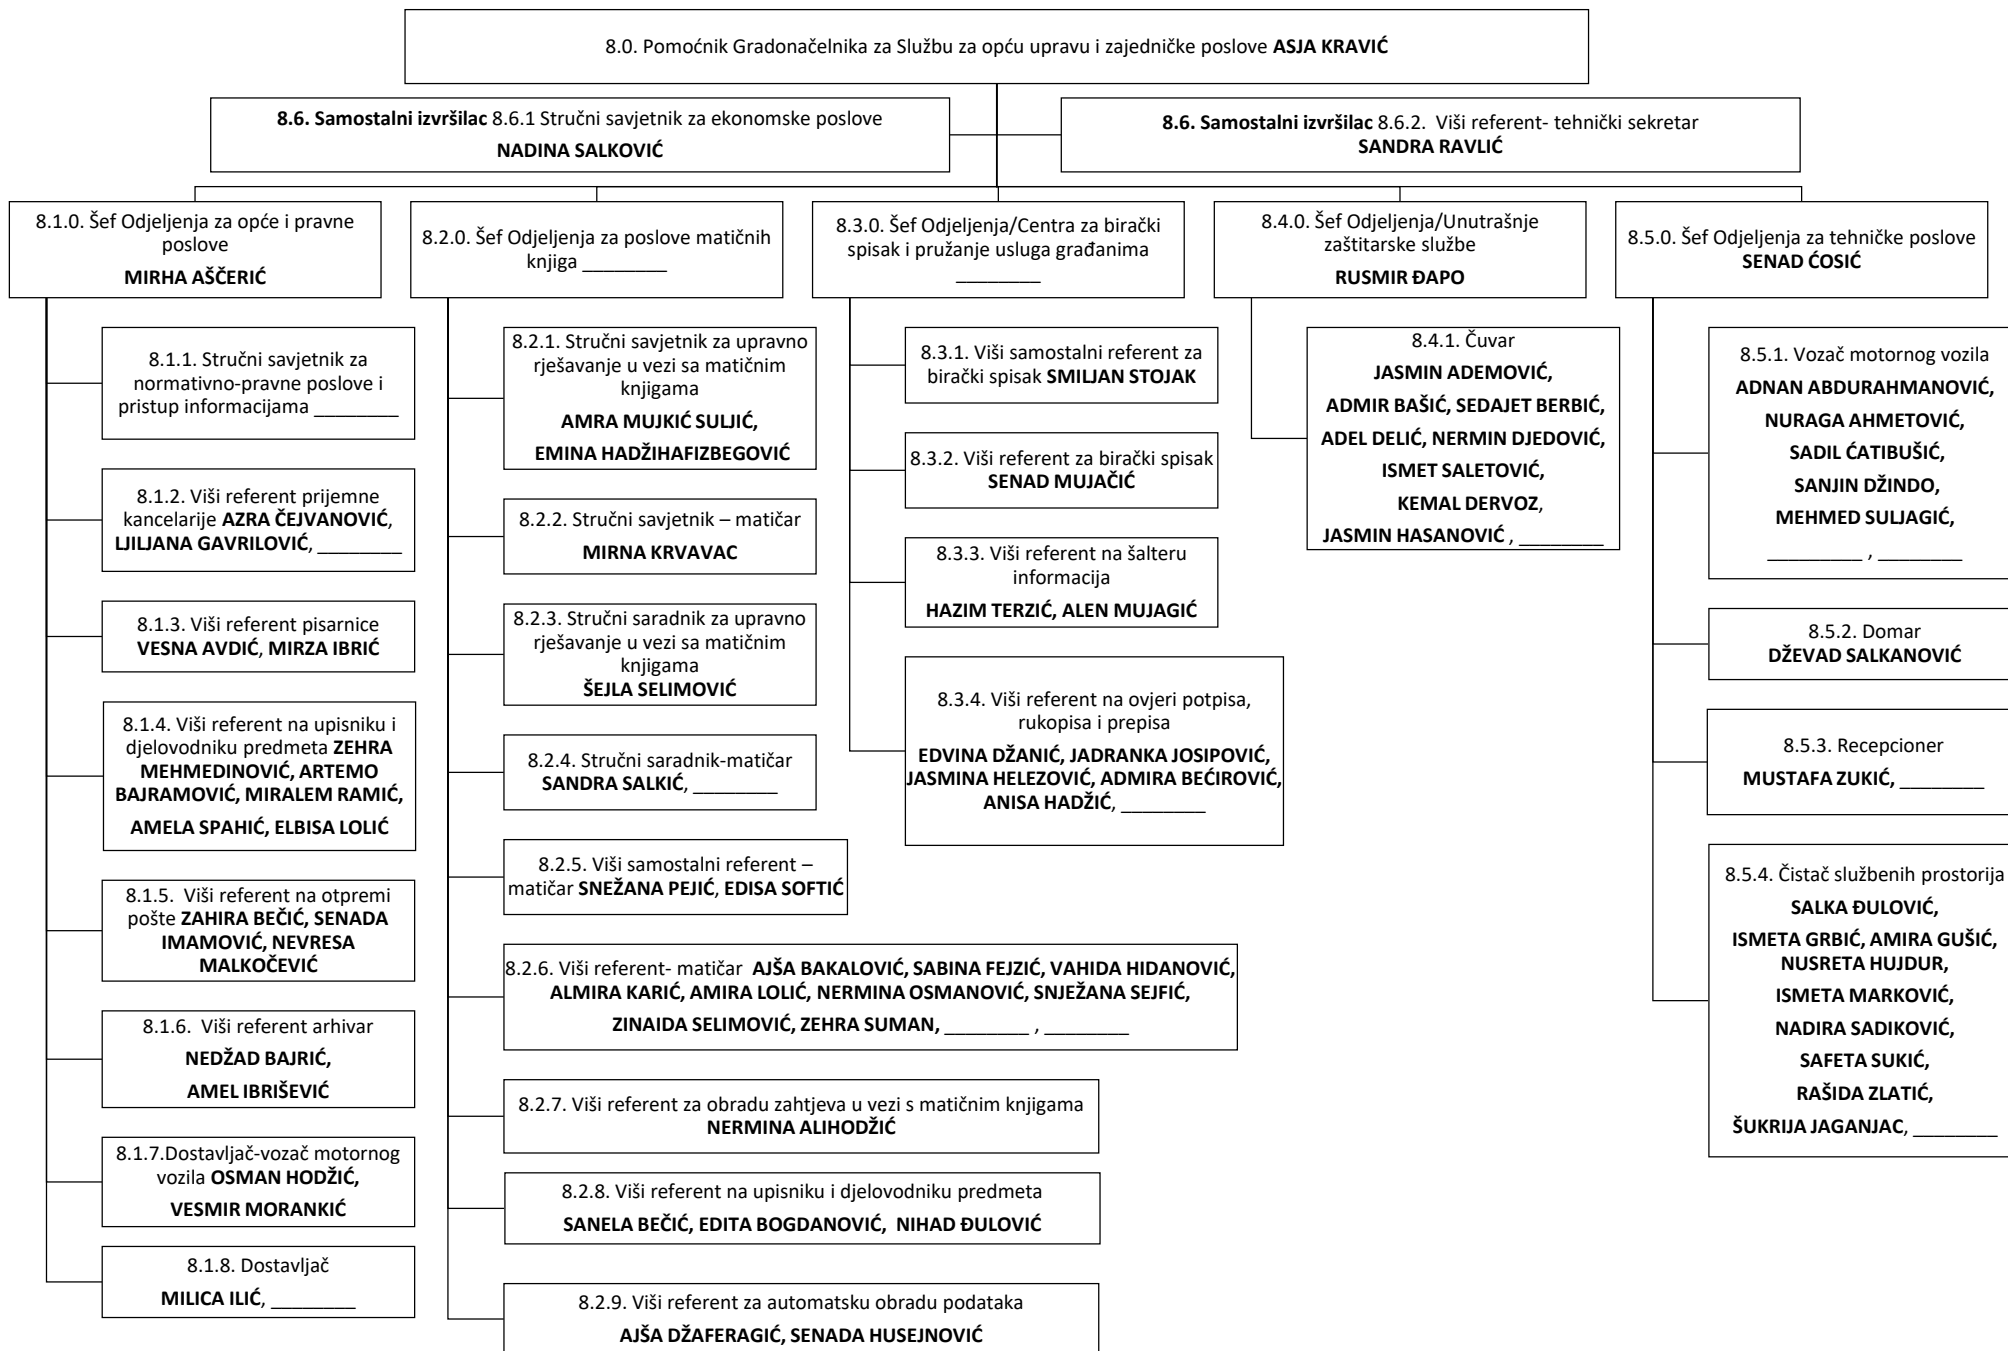 8.0. Pomoćnik Gradonačelnika za Službu za opću upravu i zajedničke poslove ASJA KRAVIĆ
8.6. Samostalni izvršilac 8.6.1 Stručni savjetnik za ekonomske poslove
NADINA SALKOVIĆ
8.6. Samostalni izvršilac 8.6.2. Viši referent- tehnički sekretar
SANDRA RAVLIĆ
8.1.0. Šef Odjeljenja za opće i pravne
poslove
MIRHA AŠČERIĆ
8.2.0. Šef Odjeljenja za poslove matičnih
knjiga ________
8.3.0. Šef Odjeljenja/Centra za birački
spisak i pružanje usluga građanima
________
8.4.0. Šef Odjeljenja/Unutrašnje
zaštitarske službe
RUSMIR ĐAPO
8.5.0. Šef Odjeljenja za tehničke poslove
SENAD ĆOSIĆ
8.1.1. Stručni savjetnik za
normativno-pravne poslove i
pristup informacijama ________
8.1.2. Viši referent prijemne
kancelarije AZRA ČEJVANOVIĆ,
LJILJANA GAVRILOVIĆ, ________
8.1.3. Viši referent pisarnice
VESNA AVDIĆ, MIRZA IBRIĆ
8.1.4. Viši referent na upisniku i
djelovodniku predmeta ZEHRA
MEHMEDINOVIĆ, ARTEMO
BAJRAMOVIĆ, MIRALEM RAMIĆ,
AMELA SPAHIĆ, ELBISA LOLIĆ
8.1.5. Viši referent na otpremi
pošte ZAHIRA BEČIĆ, SENADA
IMAMOVIĆ, NEVRESA
MALKOČEVIĆ
8.1.6. Viši referent arhivar
NEDŽAD BAJRIĆ,
AMEL IBRIŠEVIĆ
8.1.7.Dostavljač-vozač motornog
vozila OSMAN HODŽIĆ,
VESMIR MORANKIĆ
8.1.8. Dostavljač
MILICA ILIĆ, ________
8.2.1. Stručni savjetnik za upravno
rješavanje u vezi sa matičnim
knjigama
AMRA MUJKIĆ SULJIĆ,
EMINA HADŽIHAFIZBEGOVIĆ
8.2.2. Stručni savjetnik – matičar
MIRNA KRVAVAC
8.2.3. Stručni saradnik za upravno
rješavanje u vezi sa matičnim
knjigama
ŠEJLA SELIMOVIĆ
8.2.4. Stručni saradnik-matičar
SANDRA SALKIĆ, ________
8.2.5. Viši samostalni referent –
matičar SNEŽANA PEJIĆ, EDISA SOFTIĆ
8.2.6. Viši referent- matičar AJŠA BAKALOVIĆ, SABINA FEJZIĆ, VAHIDA HIDANOVIĆ,
ALMIRA KARIĆ, AMIRA LOLIĆ, NERMINA OSMANOVIĆ, SNJEŽANA SEJFIĆ,
ZINAIDA SELIMOVIĆ, ZEHRA SUMAN, ________ , ________
8.2.7. Viši referent za obradu zahtjeva u vezi s matičnim knjigama
NERMINA ALIHODŽIĆ
8.2.8. Viši referent na upisniku i djelovodniku predmeta
SANELA BEČIĆ, EDITA BOGDANOVIĆ, NIHAD ĐULOVIĆ
8.2.9. Viši referent za automatsku obradu podataka
AJŠA DŽAFERAGIĆ, SENADA HUSEJNOVIĆ
8.3.1. Viši samostalni referent za
birački spisak SMILJAN STOJAK
8.3.2. Viši referent za birački spisak
SENAD MUJAČIĆ
8.3.3. Viši referent na šalteru
informacija
HAZIM TERZIĆ, ALEN MUJAGIĆ
8.3.4. Viši referent na ovjeri potpisa,
rukopisa i prepisa
EDVINA DŽANIĆ, JADRANKA JOSIPOVIĆ,
JASMINA HELEZOVIĆ, ADMIRA BEĆIROVIĆ,
ANISA HADŽIĆ, ________
8.4.1. Čuvar
JASMIN ADEMOVIĆ,
ADMIR BAŠIĆ, SEDAJET BERBIĆ,
ADEL DELIĆ, NERMIN DJEDOVIĆ,
ISMET SALETOVIĆ,
KEMAL DERVOZ,
JASMIN HASANOVIĆ , ________
8.5.1. Vozač motornog vozila
ADNAN ABDURAHMANOVIĆ,
NURAGA AHMETOVIĆ,
SADIL ĆATIBUŠIĆ,
SANJIN DŽINDO,
MEHMED SULJAGIĆ,
_________ , ________
8.5.2. Domar
DŽEVAD SALKANOVIĆ
8.5.3. Recepcioner
MUSTAFA ZUKIĆ, ________
8.5.4. Čistač službenih prostorija
SALKA ĐULOVIĆ,
ISMETA GRBIĆ, AMIRA GUŠIĆ,
NUSRETA HUJDUR,
ISMETA MARKOVIĆ,
NADIRA SADIKOVIĆ,
SAFETA SUKIĆ,
RAŠIDA ZLATIĆ,
ŠUKRIJA JAGANJAC, ________